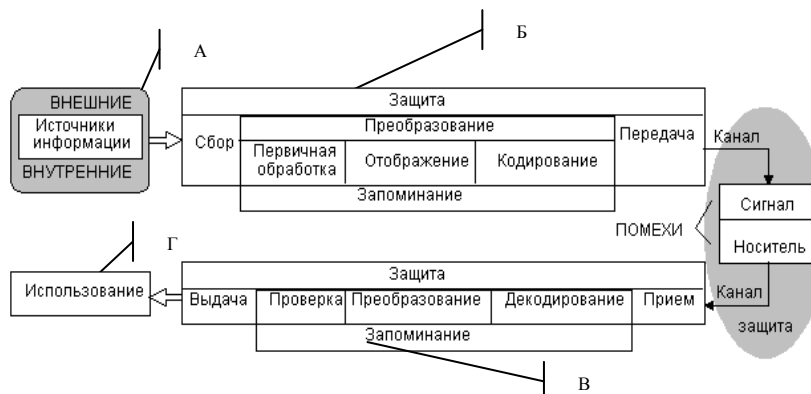 А
Б
ВНЕШНИЕ
Источники
информации
ВНУТРЕННИЕ
Защита
Сбор
Преобразование
Передача
Первичная
обработка
Отображение
Кодирование
Запоминание
Канал
Сигнал
ПОМЕХИ
Носитель
Канал
защита
Г
Использование
Защита
Выдача
Проверка
Преобразование
Декодирование
Прием
Запоминание
В